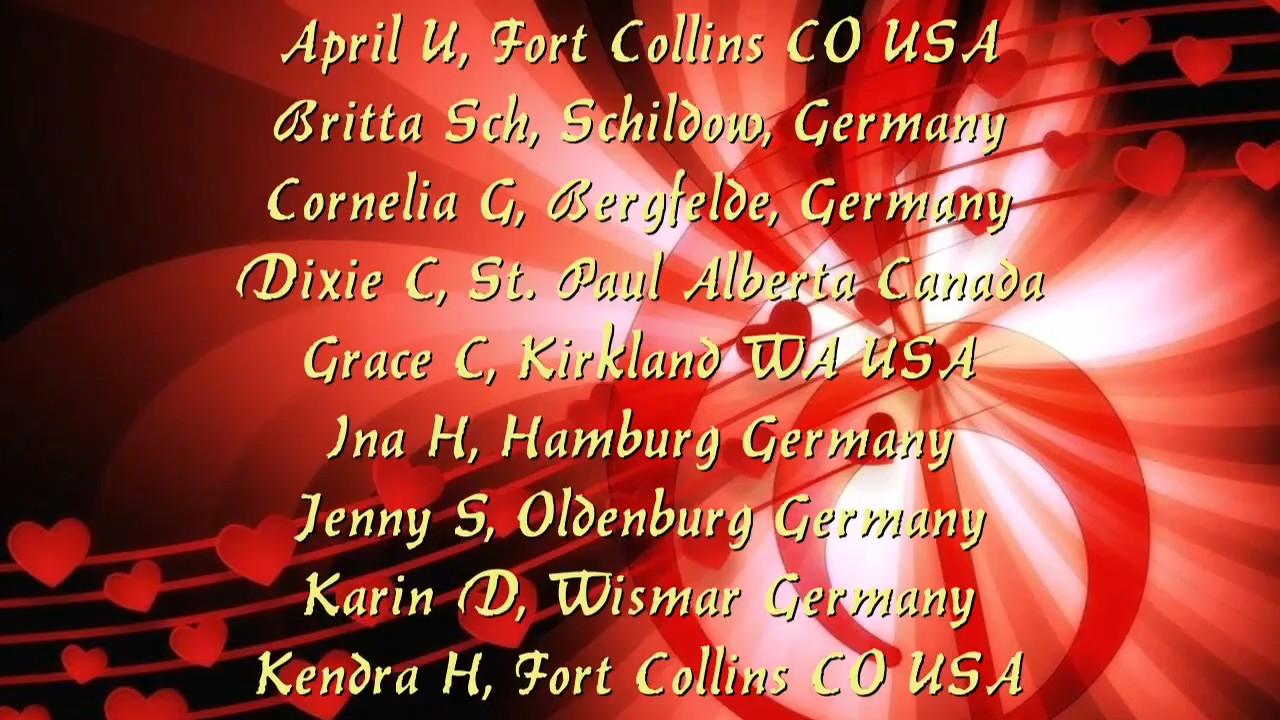 April U, Fort Collins CO USA
Britta Sch, Schildow, Germany
Cornelia G, Bergfelde, Germany
Dixie C, St. Paul Alberta Canada
Grace C, Kirkland WA USA
Ina H, Hamburg Germany
Jenny S, Oldenburg Germany
Karin D, Wismar Germany
Kendra H, Fort Collins CO USA